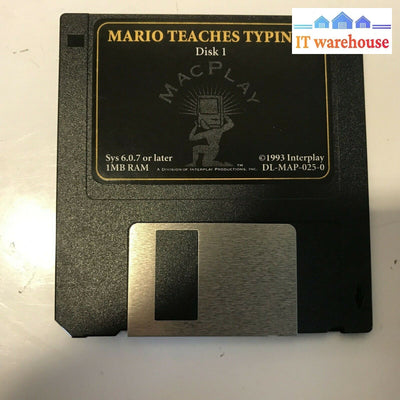 MARIO TEACHES TYPIN
Disk 1
IT warehouse
MACPLAY
Sys 6.0.7 or later
1MB RAM
TM
A DIVISION OF INTERPLAY PRODUCTIONS, INC.
©1993 Interplay
DL-MAP-025-0